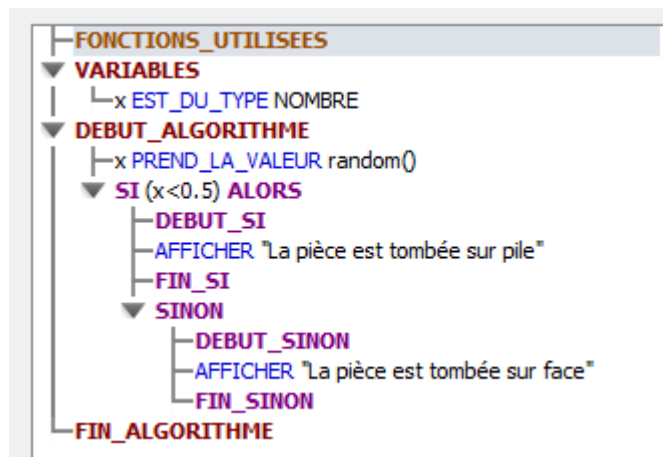 FONCTIONS_UTILISEES
VARIABLES
x EST_DU_TYPE NOMBRE
DEBUT_ALGORITHME
x PREND_LA_VALEUR random()
SI (x<0.5) ALORS
DEBUT_SI
AFFICHER "La pièce est tombée sur pile"
FIN_SI
SINON
DEBUT_SINON
AFFICHER "La pièce est tombée sur face"
FIN_SINON
FIN_ALGORITHME